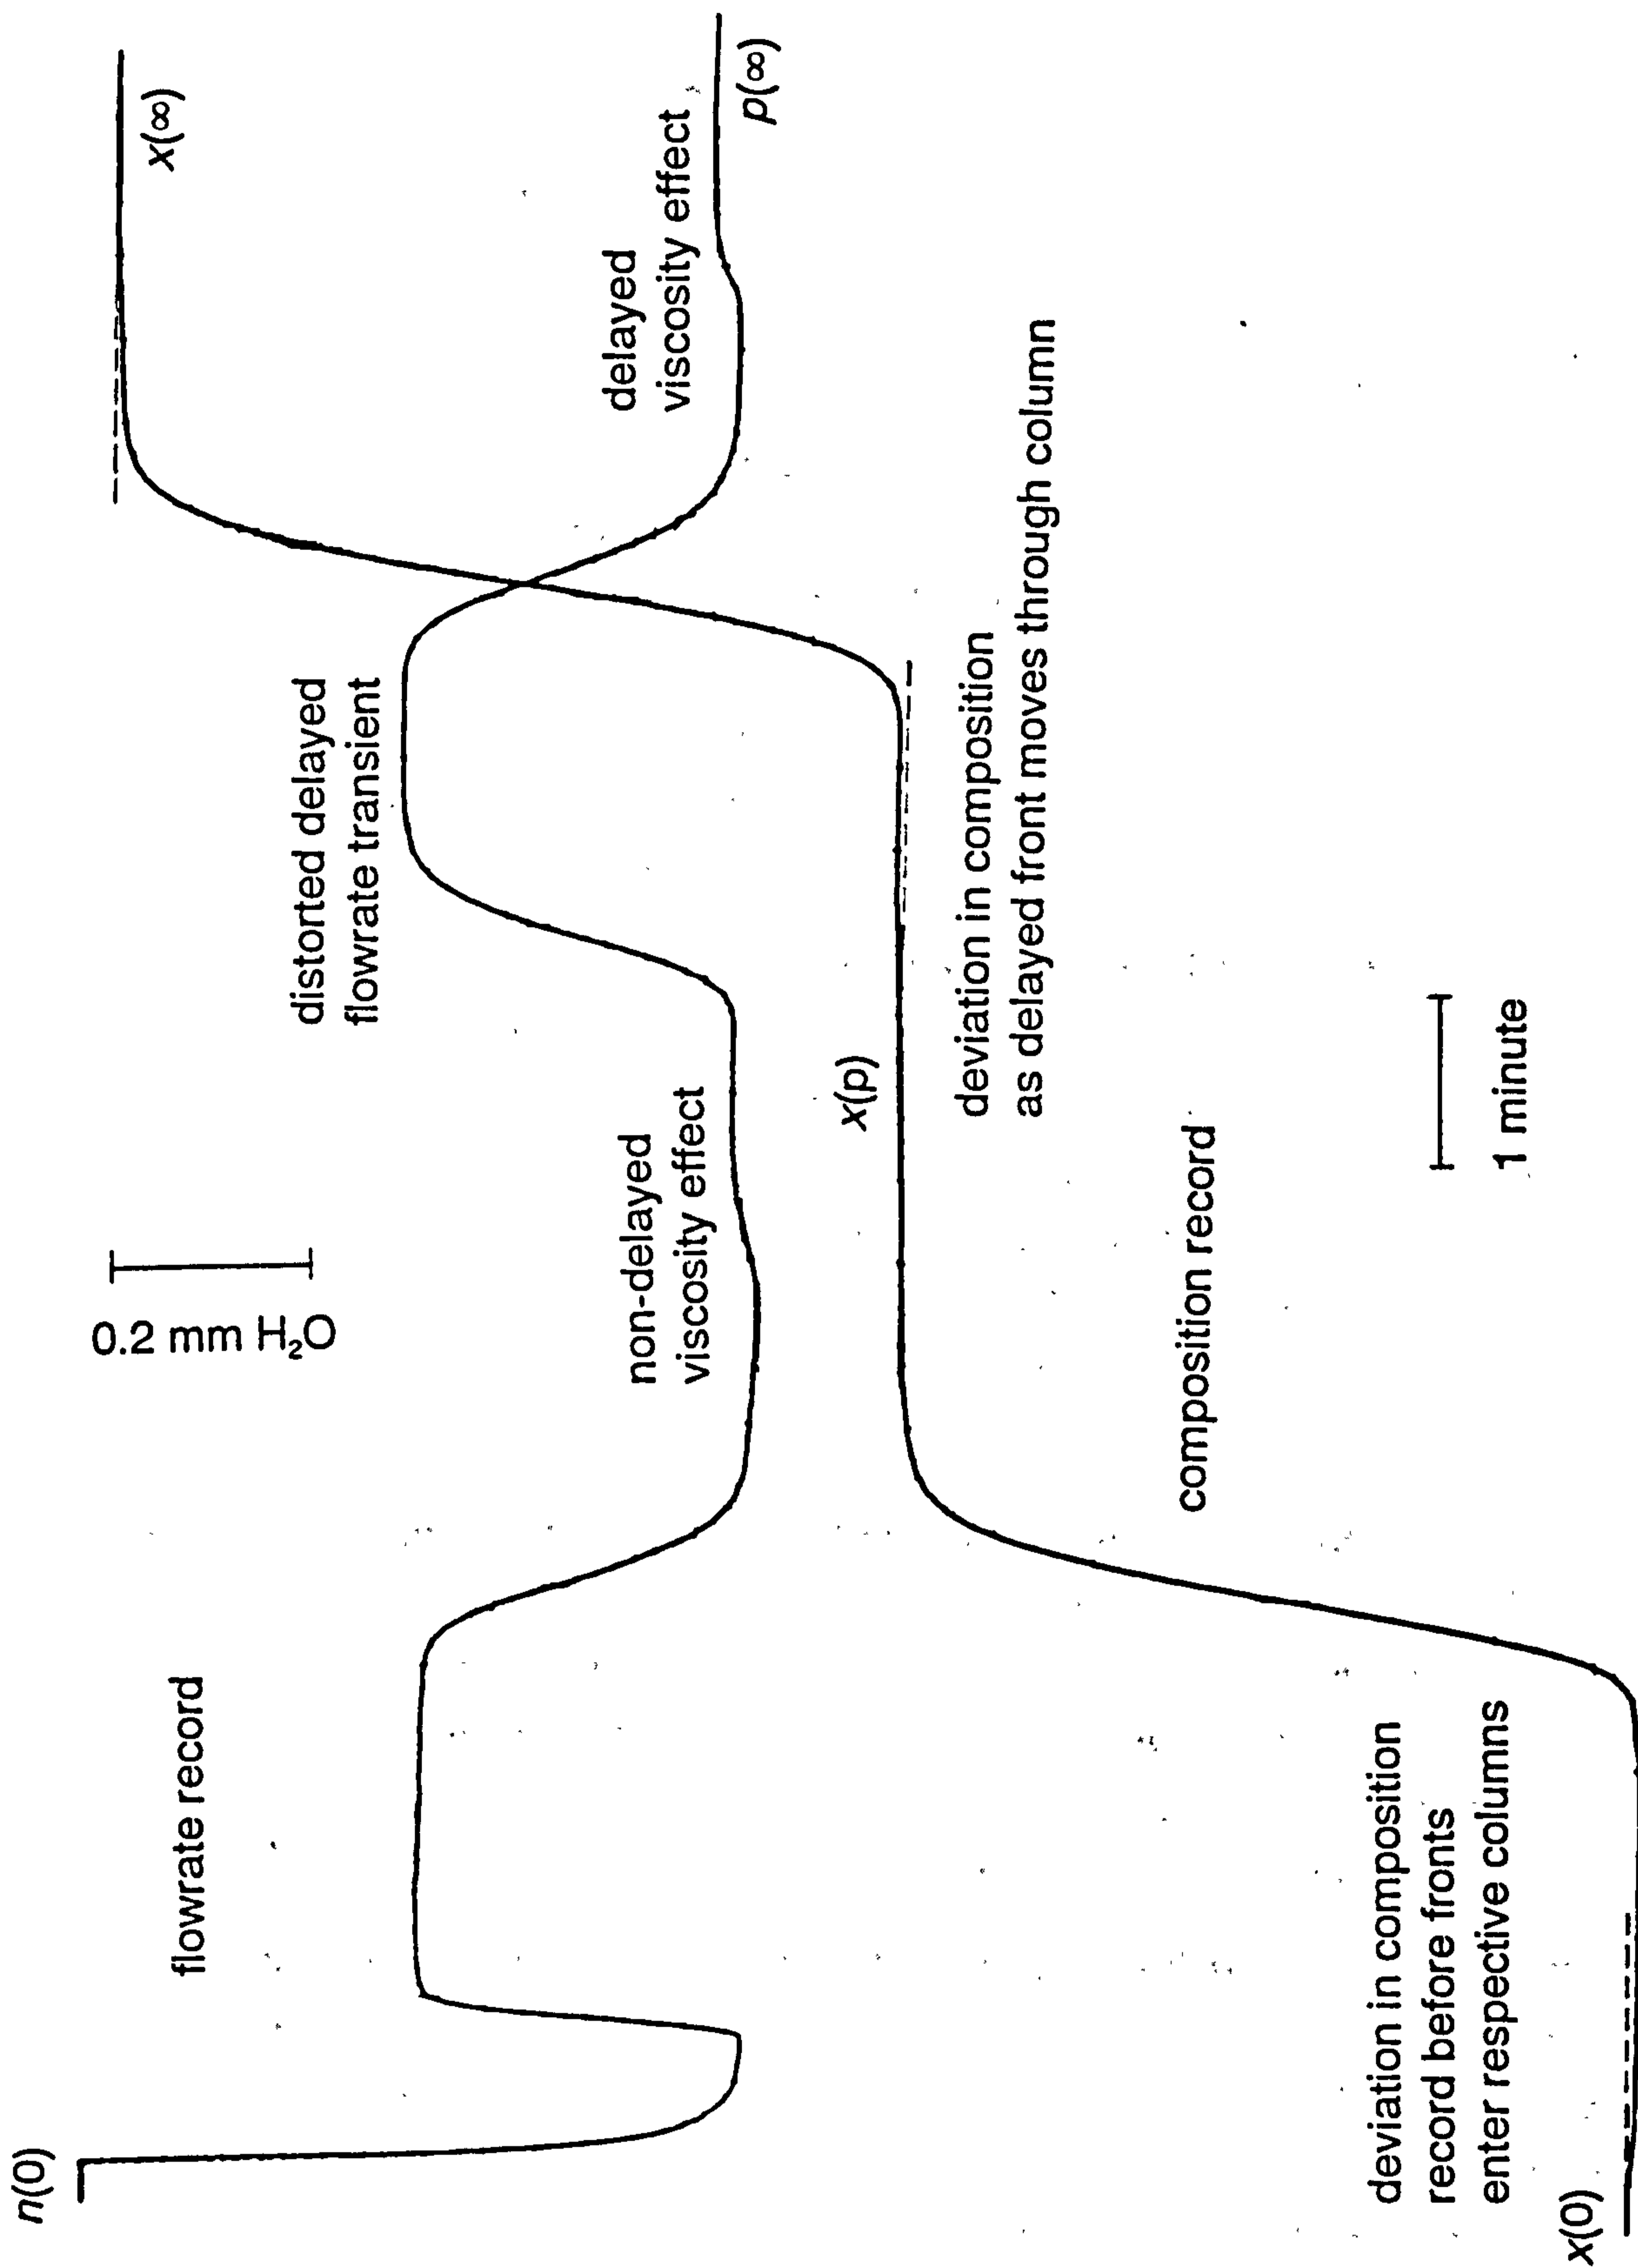 n(0)
flowrate record
0.2 mm H₂O
distorted delayed
flowrate transient
x(∞)
non-delayed
viscosity effect
delayed
viscosity effect
p(∞)
x(p)
deviation in composition
as delayed front moves through column
composition record
deviation in composition
record before fronts
enter respective columns
1 minute
x(0)